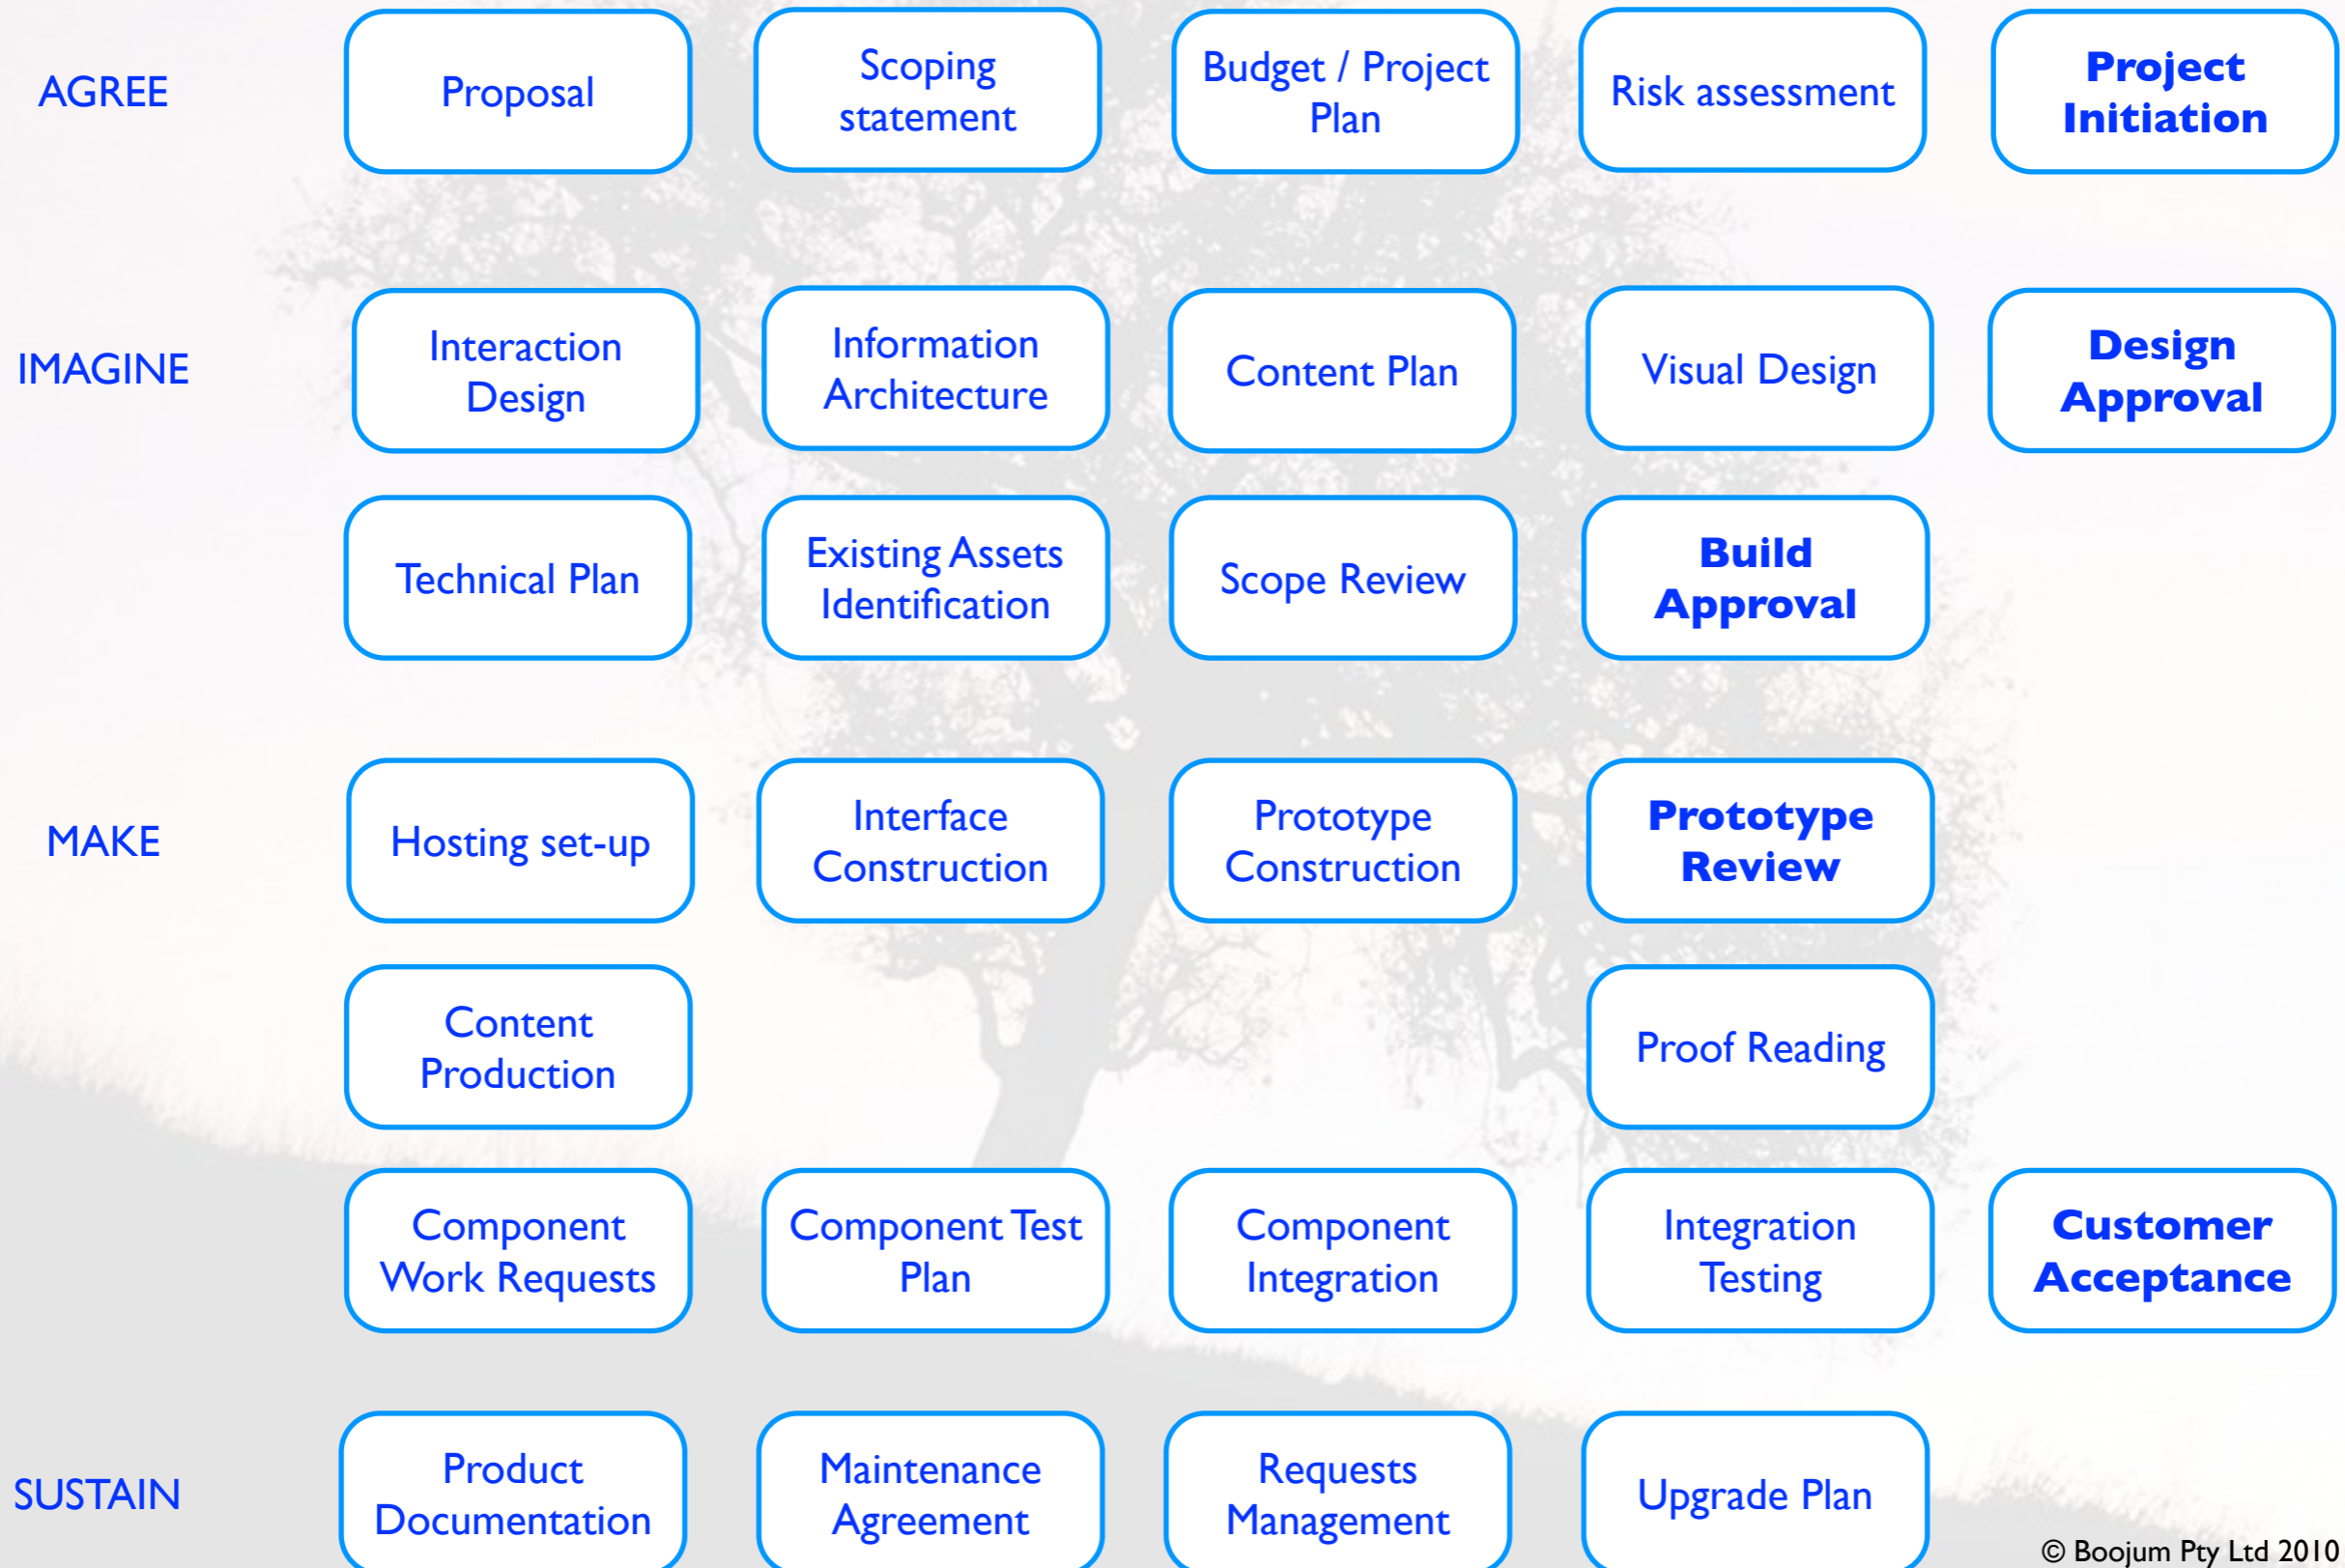 AGREE
Proposal
Scoping
statement
Budget / Project
Plan
Risk assessment
Project
Initiation
IMAGINE
Interaction
Design
Information
Architecture
Content Plan
Visual Design
Design
Approval
Technical Plan
Existing Assets
Identification
Scope Review
Build
Approval
MAKE
Hosting set-up
Interface
Construction
Prototype
Construction
Prototype
Review
Content
Production
Proof Reading
Component
Work Requests
Component Test
Plan
Component
Integration
Integration
Testing
Customer
Acceptance
SUSTAIN
Product
Documentation
Maintenance
Agreement
Requests
Management
Upgrade Plan
© Boojum Pty Ltd 2010